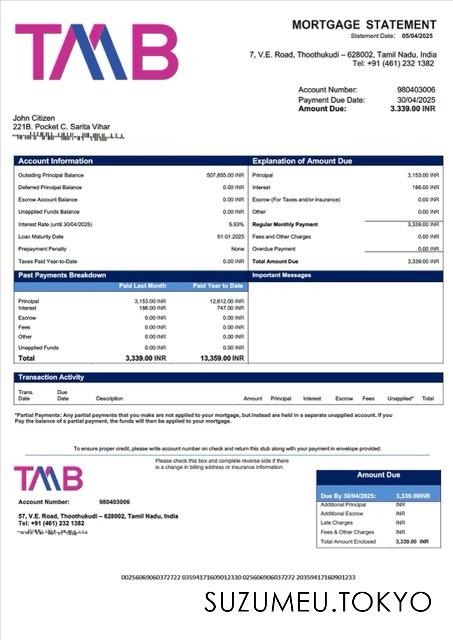 TMB
MORTGAGE STATEMENT
Statement Date: 05/04/2025
7, V.E. Road, Thoothukudi – 628002, Tamil Nadu, India
Tel: +91 (461) 232 1382
Account Number: 980403006
Payment Due Date: 30/04/2025
Amount Due: 3.339.00 INR
John Citizen
221B, Pocket C, Sarita Vihar
Account Information
Outsiding Principal Balance 507,855.00 INR
Deferred Principal Balance 0.00 INR
Escrow Account Balance 0.00 INR
Unapplied Funds Balance 0.00 INR
Interest Rate (until 30/04/2025) 5.93%
Loan Maturity Date 01.01.2025
Prepayment Penalty None
Taxes Paid Year-to-Date 0.00 INR
Explanation of Amount Due
Principal 3,153.00 INR
Interest 186.00 INR
Escrow (For Taxes and/or insurance) 0.00 INR
Other 0.00 INR
Regular Monthly Payment 3,339.00 INR
Fees and Other Charges 0.00 INR
Overdue Payment 0.00 INR
Total Amount Due 3,339.00 INR
Past Payments Breakdown
Paid Last Month Paid Year to Date
Principal 3,153.00 INR 12,612.00 INR
Interest 186.00 INR 747.00 INR
Escrow 0.00 INR 0.00 INR
Fees 0.00 INR 0.00 INR
Other 0.00 INR 0.00 INR
Unapplied Funds 0.00 INR 0.00 INR
Total 3,339.00 INR 13,359.00 INR
Important Messages
Transaction Activity
Trans. Date Due Date Description Amount Principal Interest Escrow Fees Unapplied* Total
*Partial Payments: Any partial payments that you make are not applied to your mortgage, but instead are held in a separate unapplied account. If you
Pay the balance of a partial payment, the funds will then be applied to your mortgage.
To ensure proper credit, please write account number on check and return this stub along with your payment in envelope provided.
Please check this box and complete reverse side if there
is a change in billing address or insurance information.
TMB
Account Number: 980403006
57, V.E. Road, Thoothukudi – 628002, Tamil Nadu, India
Tel: +91 (461) 232 1382
Amount Due
Due By 30/04/2025: 3,339.00INR
Additional Principal INR
Additional Escrow INR
Late Charges INR
Fees & Other Charges INR
Total Amount Enclosed 3,339.00 INR
SUZUMEU.TOKYO